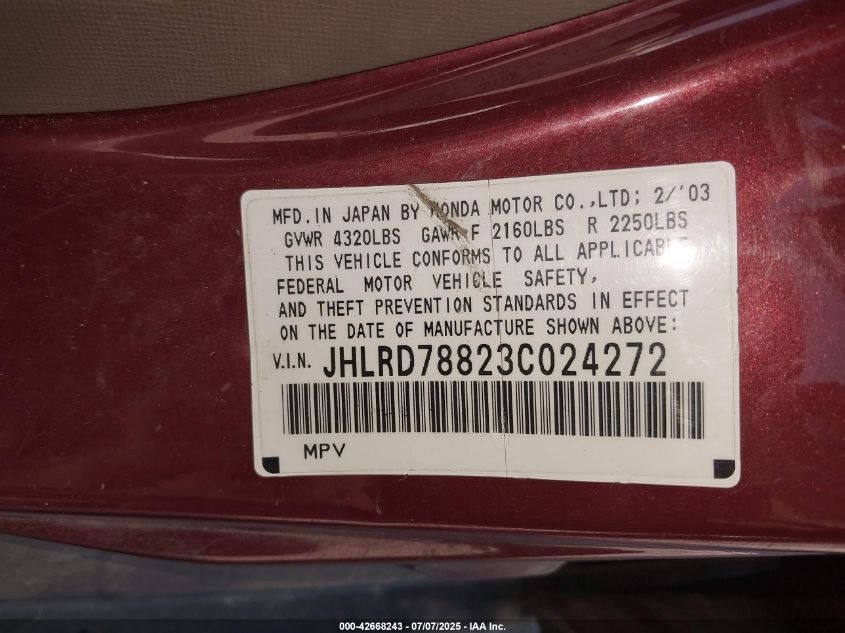 MFD. IN JAPAN BY HONDA MOTOR CO.,LTD; 2/'03
GVWR 4320LBS GAWR F 2160LBS R 2250LBS
THIS VEHICLE CONFORMS TO ALL APPLICABLE
FEDERAL MOTOR VEHICLE SAFETY,
AND THEFT PREVENTION STANDARDS IN EFFECT
ON THE DATE OF MANUFACTURE SHOWN ABOVE:
V.I.N. JHLRD78823C024272
MPV
000-42668243 - 07/07/2025 - IAA Inc.